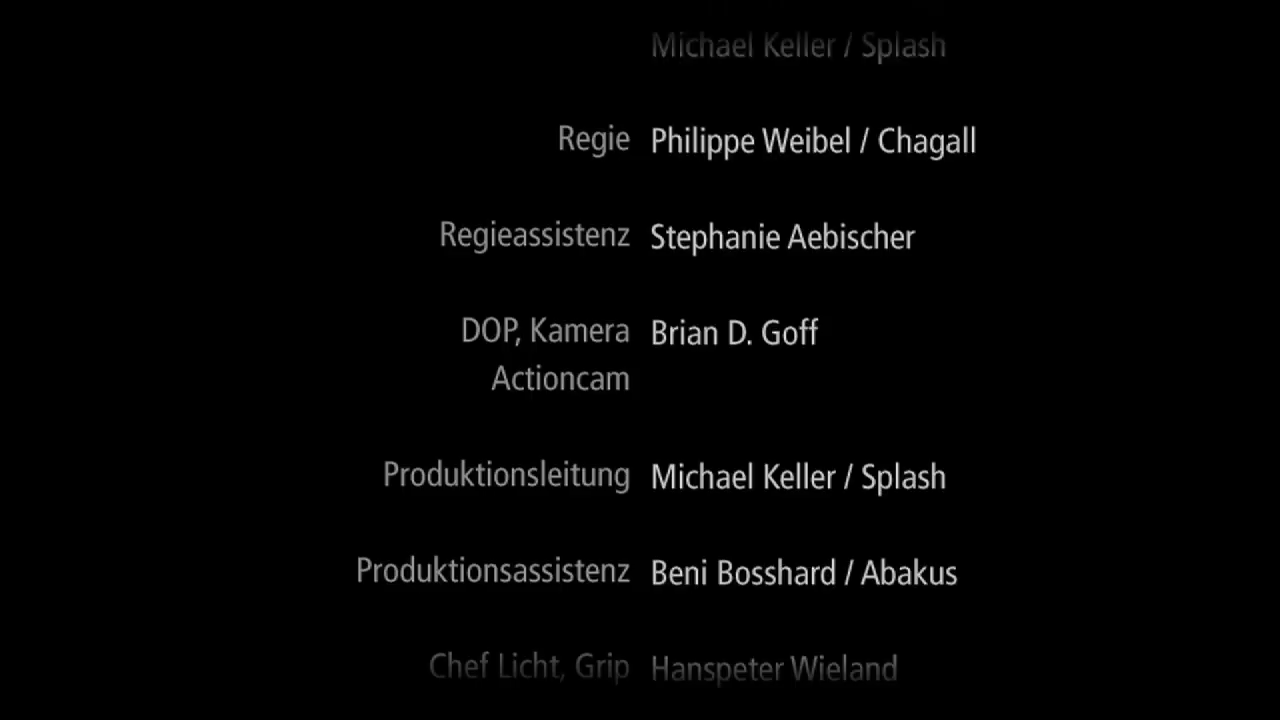 Michael Keller / Splash
Regie Philippe Weibel / Chagall
Regieassistenz Stephanie Aebischer
DOP, Kamera Brian D. Goff
Actioncam
Produktionsleitung Michael Keller / Splash
Produktionsassistenz Beni Bosshard / Abakus
Chef Licht, Grip Hanspeter Wieland